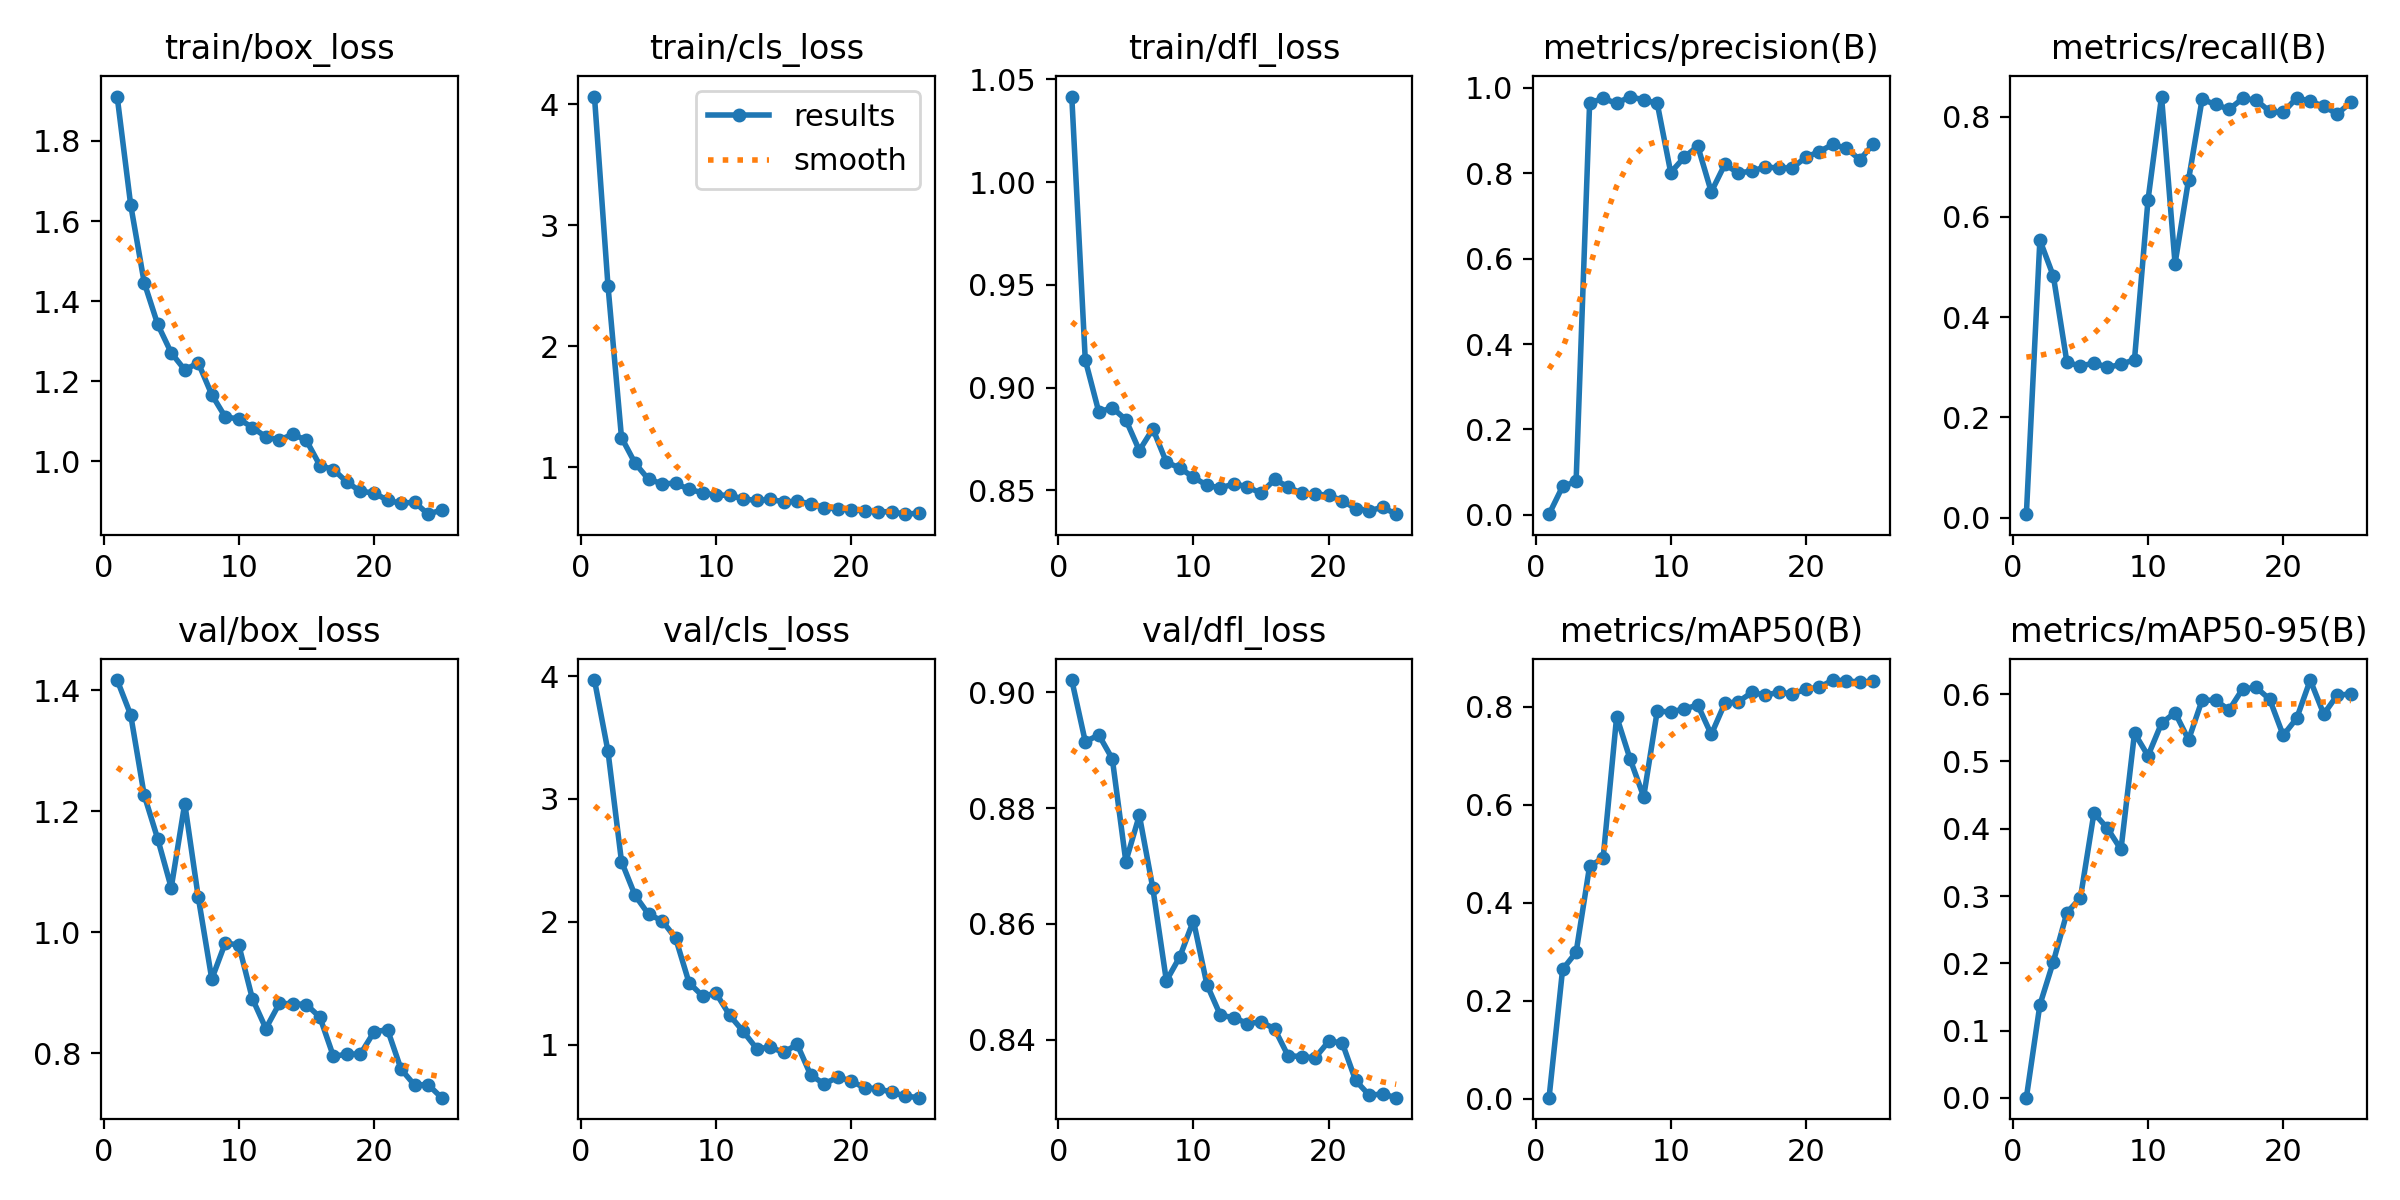 train/box_loss
1.8
1.6
1.4
1.2
1.0
0 10 20
train/cls_loss
results
smooth
4
3
2
1
0 10 20
train/dfl_loss
1.05
1.00
0.95
0.90
0.85
0 10 20
metrics/precision(B)
1.0
0.8
0.6
0.4
0.2
0.0
0 10 20
metrics/recall(B)
0.8
0.6
0.4
0.2
0.0
0 10 20
val/box_loss
1.4
1.2
1.0
0.8
0 10 20
val/cls_loss
4
3
2
1
0 10 20
val/dfl_loss
0.90
0.88
0.86
0.84
0 10 20
metrics/mAP50(B)
0.8
0.6
0.4
0.2
0.0
0 10 20
metrics/mAP50-95(B)
0.6
0.5
0.4
0.3
0.2
0.1
0.0
0 10 20